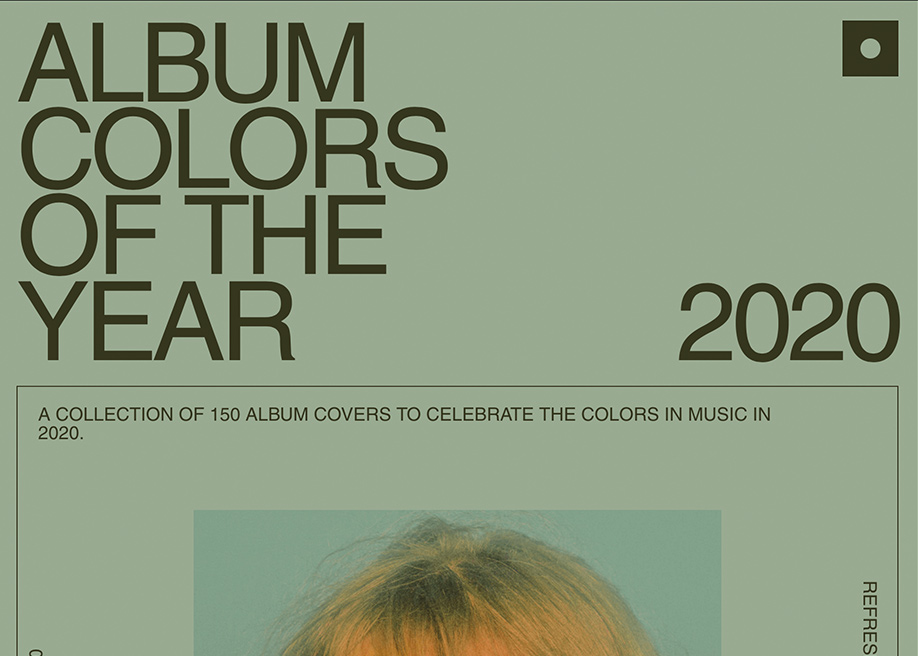 ALBUM
COLORS
OF THE
YEAR
2020
A COLLECTION OF 150 ALBUM COVERS TO CELEBRATE THE COLORS IN MUSIC IN
2020.